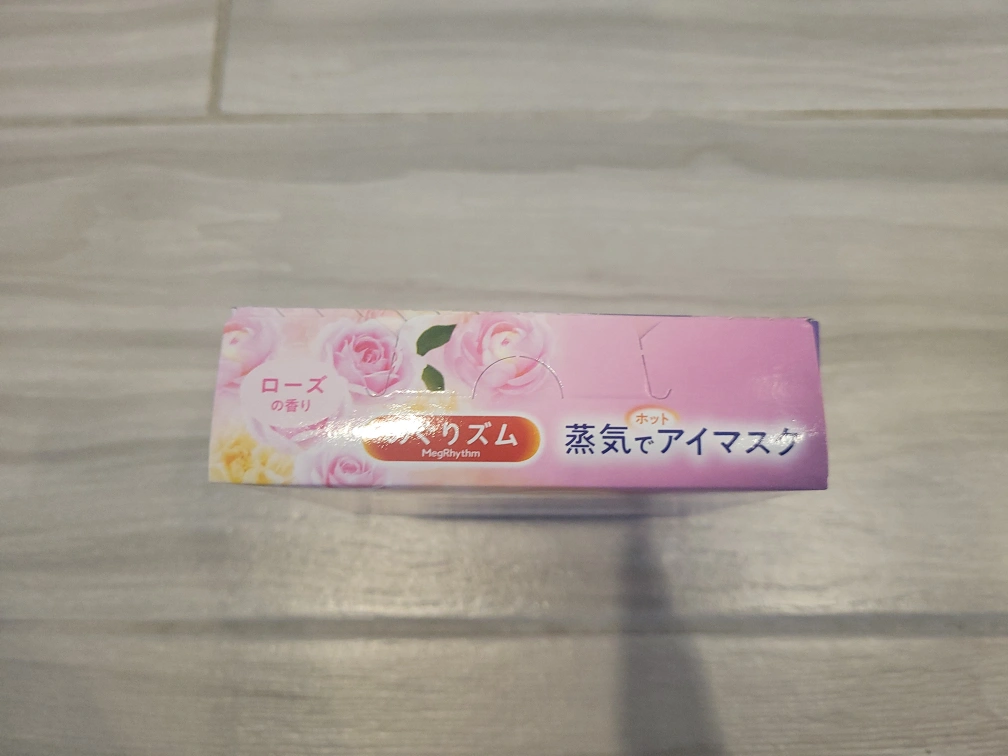 ローズ
の香り
めぐりズム
MegRhythm
ホット
蒸気でアイマスク